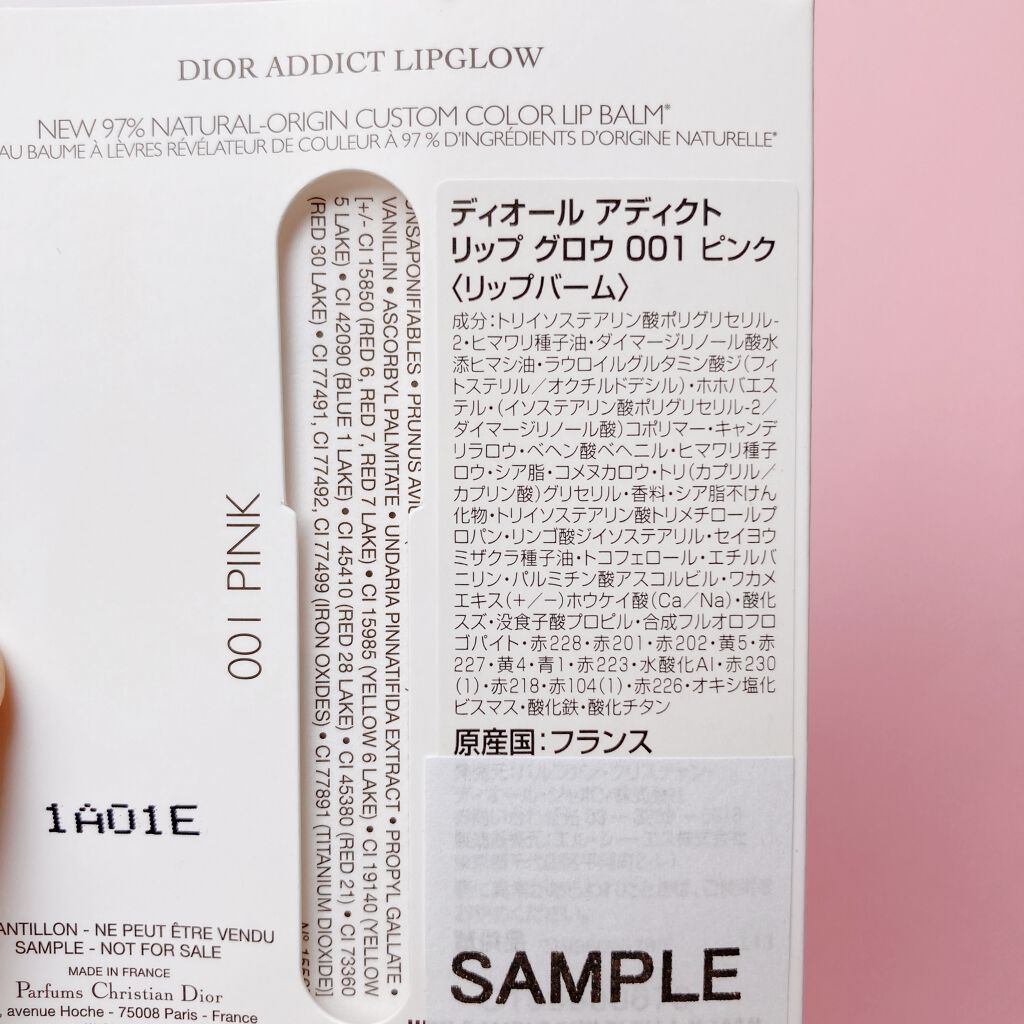 DIOR ADDICT LIPGLOW
NEW 97% NATURAL-ORIGIN CUSTOM COLOR LIP BALM*
AU BAUME À LÈVRES RÉVÉLATEUR DE COULEUR À 97 % D'INGRÉDIENTS D'ORIGINE NATURELLE*
UNSAPONIFIABLES • PRUNUS AVIU
VANILLIN • ASCORBYL PALMITATE • UNDARIA PINNATIFIDA EXTRACT • PROPYL GALLATE •
[+/- CI 15850 (RED 6, RED 7, RED 7 LAKE) • CI 15985 (YELLOW 6 LAKE) • CI 19140 (YELLOW
5 LAKE) • CI 42090 (BLUE 1 LAKE) • CI 45410 (RED 28 LAKE) • CI 45380 (RED 21) • CI 73360
(RED 30 LAKE) • CI 77491, CI 77492, CI 77499 (IRON OXIDES) • CI 77891 (TITANIUM DIOXIDE)]
001 PINK
1A01E
ANTILLON - NE PEUT ÊTRE VENDU
SAMPLE - NOT FOR SALE
MADE IN FRANCE
Parfums Christian Dior
, avenue Hoche - 75008 Paris - France
ディオール アディクト
リップ グロウ 001 ピンク
〈リップバーム〉
成分:トリイソステアリン酸ポリグリセリル-
2・ヒマワリ種子油・ダイマージリノール酸水
添ヒマシ油・ラウロイルグルタミン酸ジ(フィ
トステリル/オクチルドデシル)・ホホバエス
テル・(イソステアリン酸ポリグリセリル-2/
ダイマージリノール酸)コポリマー・キャンデ
リラロウ・ベヘン酸ベヘニル・ヒマワリ種子
ロウ・シア脂・コメヌカロウ・トリ(カプリル/
カプリン酸)グリセリル・香料・シア脂不けん
化物・トリイソステアリン酸トリメチロールプ
ロパン・リンゴ酸ジイソステアリル・セイヨウ
ミザクラ種子油・トコフェロール・エチルバ
ニリン・パルミチン酸アスコルビル・ワカメ
エキス(+/−)ホウケイ酸(Ca/Na)・酸化
スズ・没食子酸プロピル・合成フルオロフロ
ゴパイト・赤228・赤201・赤202・黄5・赤
227・黄4・青1・赤223・水酸化Al・赤230
(1)・赤218・赤104(1)・赤226・オキシ塩化
ビスマス・酸化鉄・酸化チタン
原産国:フランス
SAMPLE